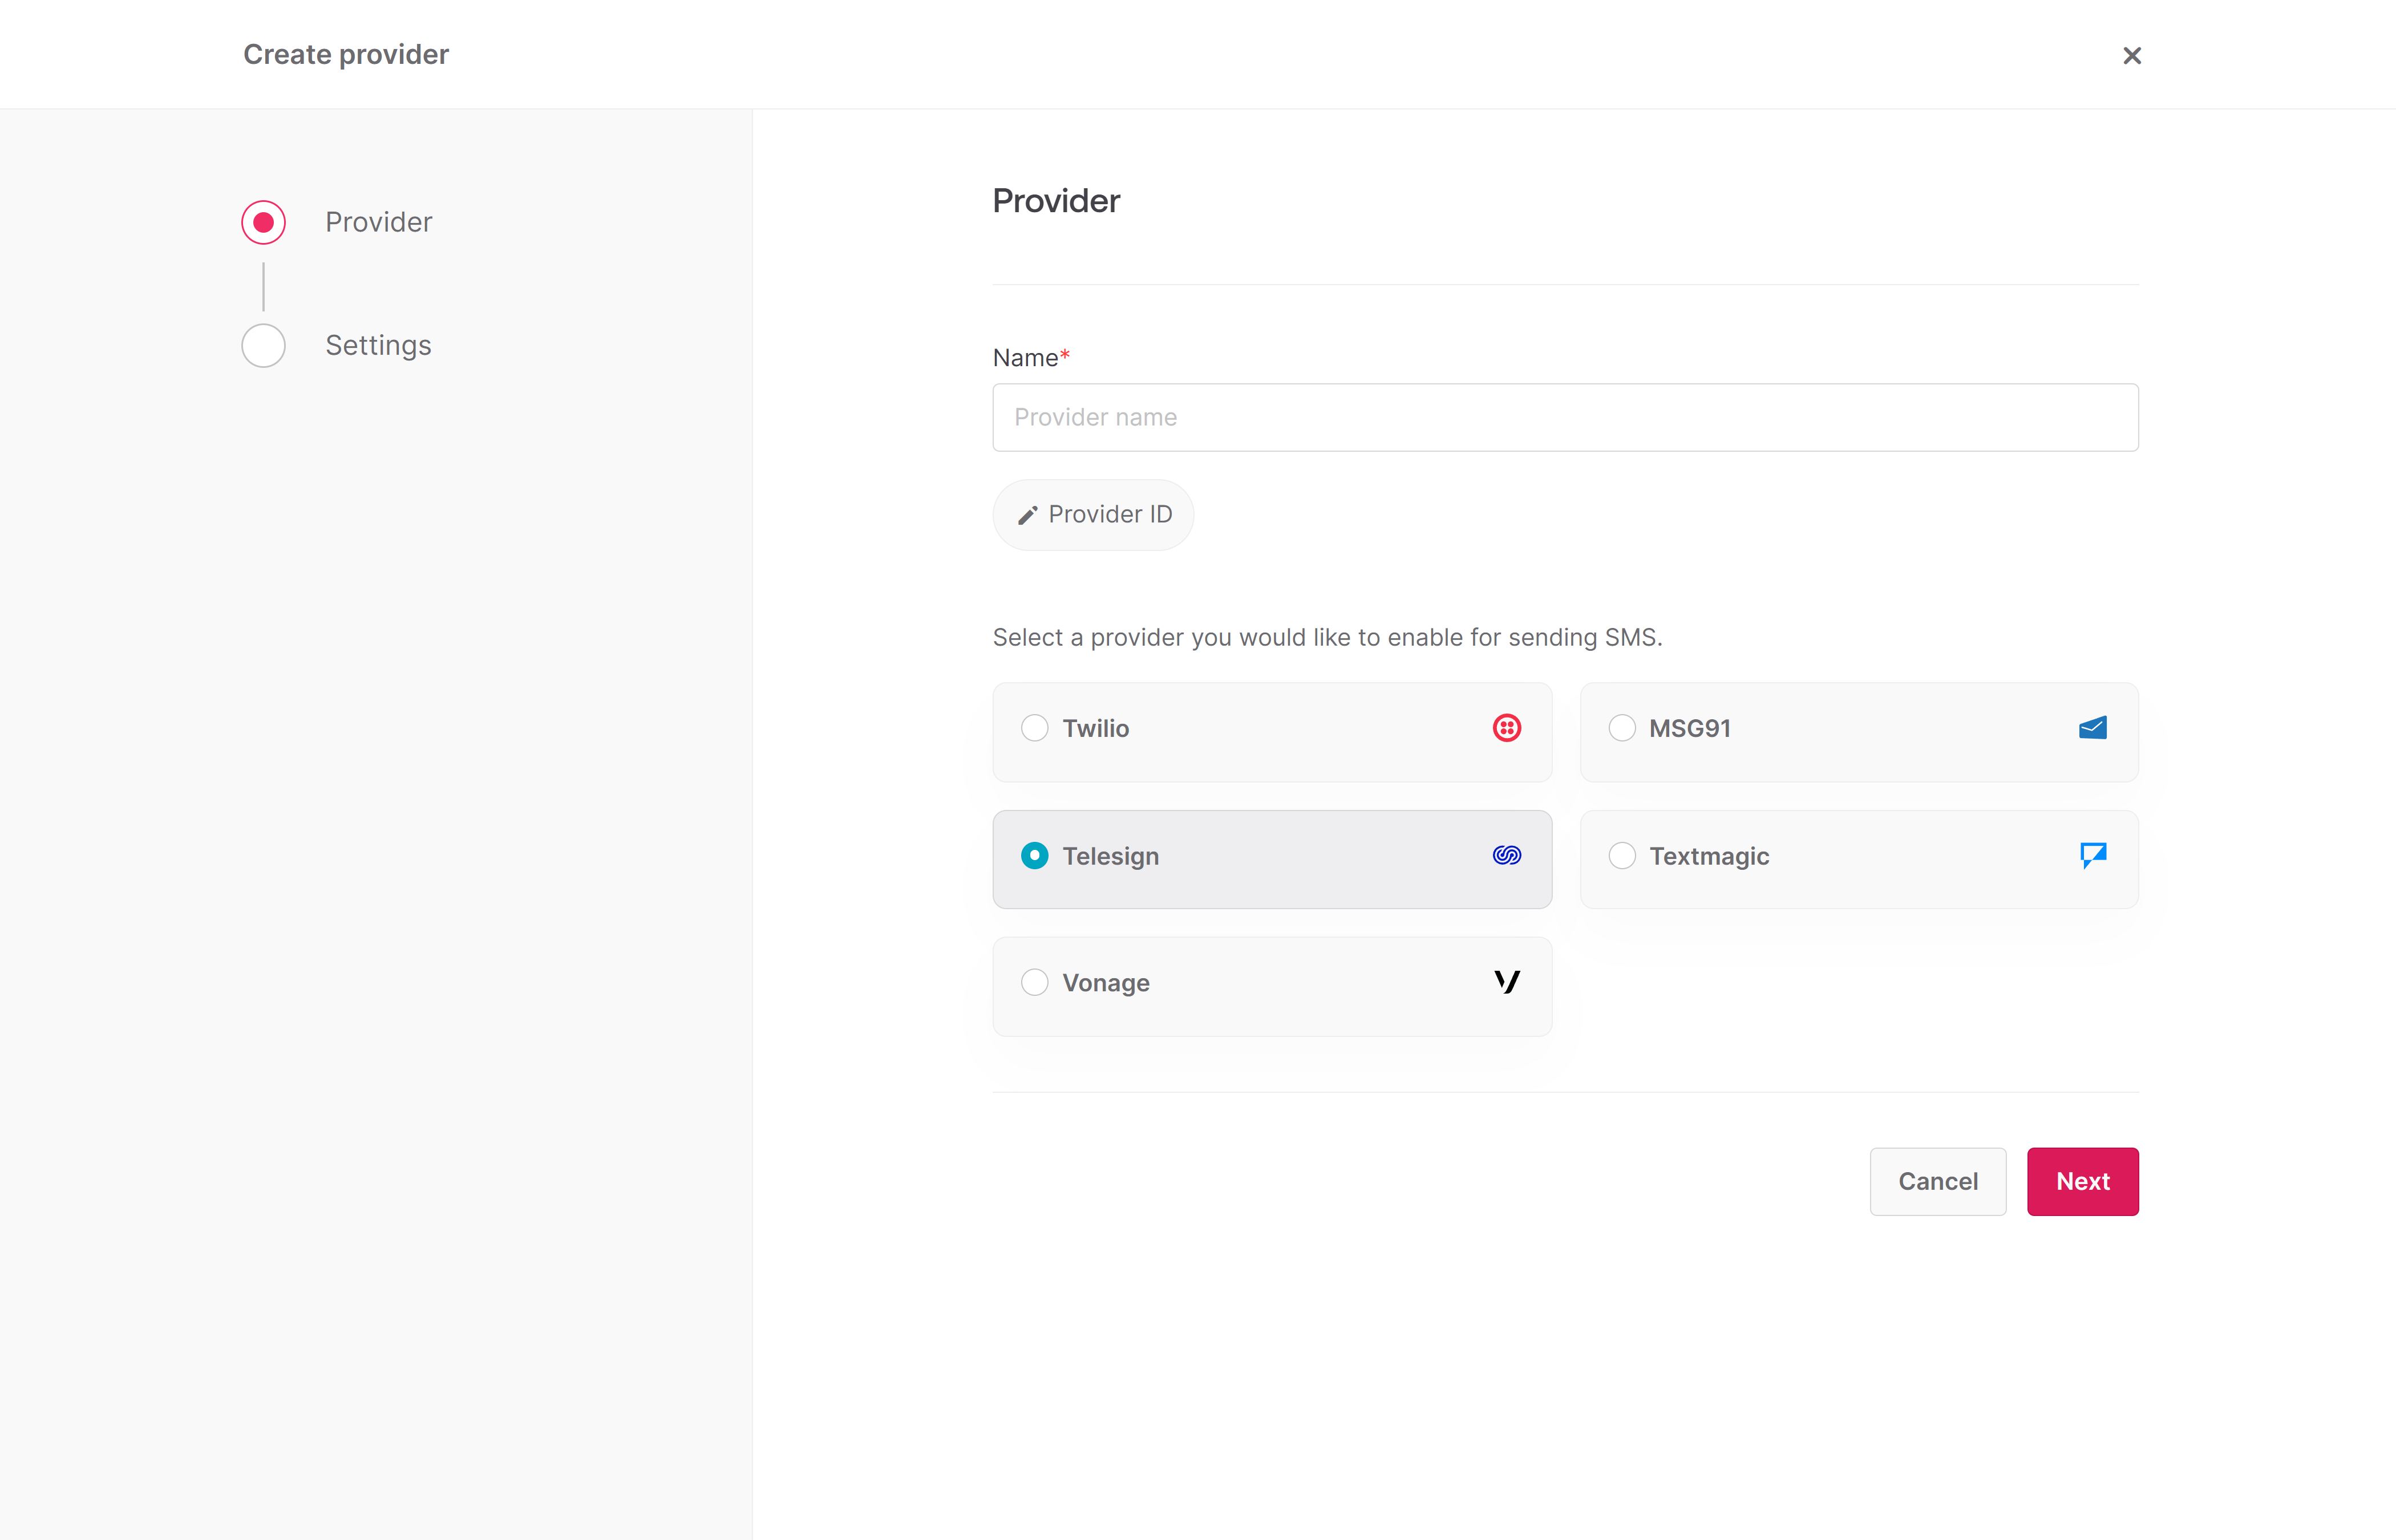 Create provider
Provider
Settings
Provider
Name*
Provider name
Provider ID
Select a provider you would like to enable for sending SMS.
Twilio
MSG91
Telesign
Textmagic
Vonage
Cancel
Next